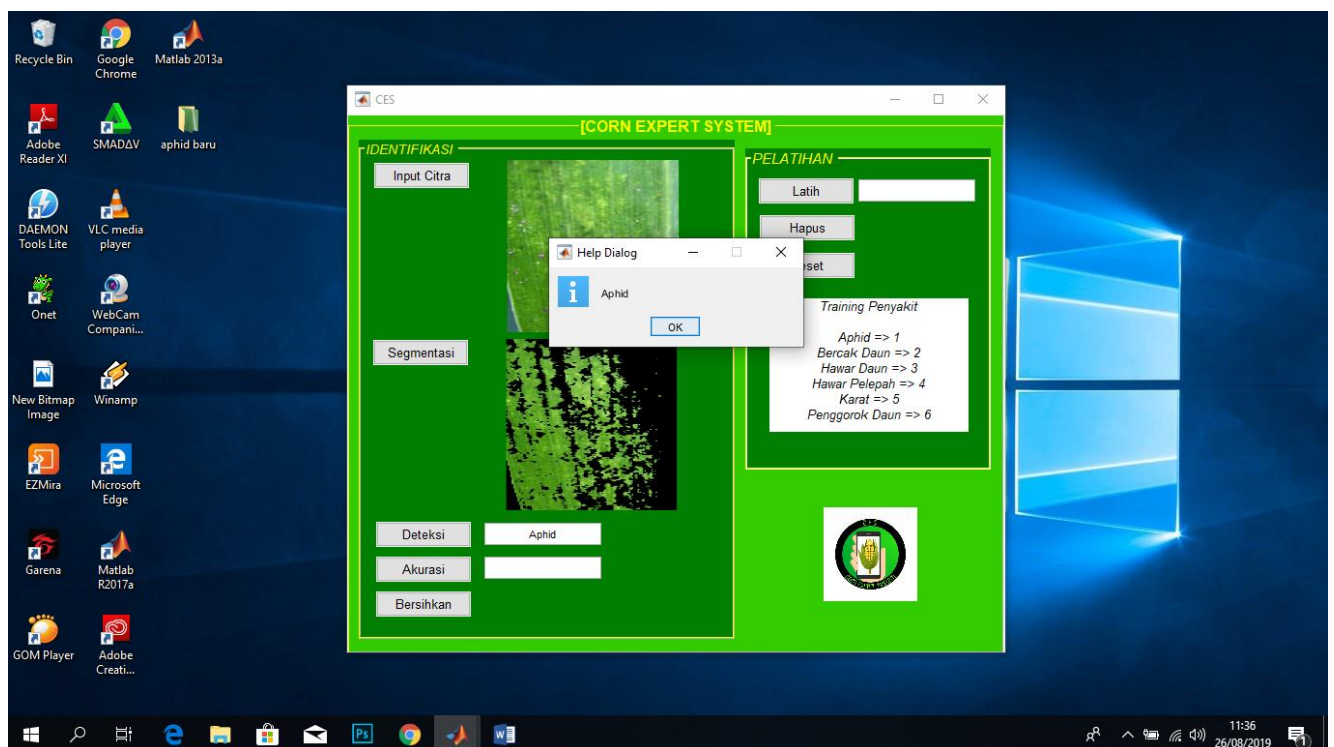 Recycle Bin
Google
Chrome
Matlab 2013a
Adobe
Reader XI
SMADΔV
aphid baru
DAEMON
Tools Lite
VLC media
player
Onet
WebCam
Compani...
New Bitmap
Image
Winamp
EZMira
Microsoft
Edge
Garena
Matlab
R2017a
GOM Player
Adobe
Creati...
CES
[CORN EXPERT SYSTEM]
IDENTIFIKASI
Input Citra
Segmentasi
Deteksi
Aphid
Akurasi
Bersihkan
Help Dialog
Aphid
OK
PELATIHAN
Latih
Hapus
Training Penyakit
Aphid => 1
Bercak Daun => 2
Hawar Daun => 3
Hawar Pelepah => 4
Karat => 5
Penggorok Daun => 6
Ps
11:36
26/08/2019